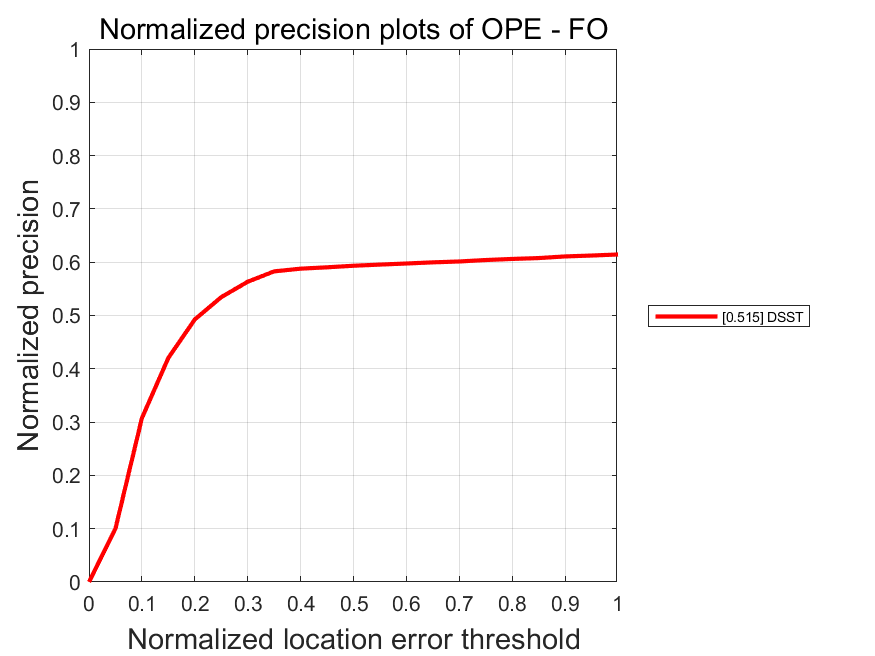 Normalized precision plots of OPE - FO
1
0.9
0.8
0.7
0.6
0.5
0.4
0.3
0.2
0.1
0
Normalized precision
0 0.1 0.2 0.3 0.4 0.5 0.6 0.7 0.8 0.9 1
Normalized location error threshold
[0.515] DSST